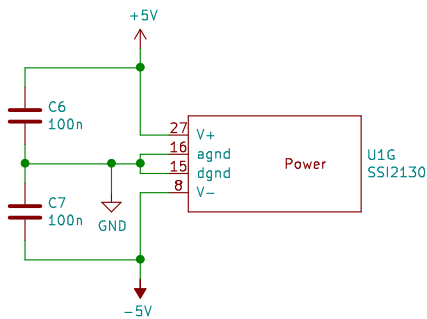 +5V
C6
100n
27
V+
16
agnd
15
dgnd
8
V-
Power
U1G
SSI2130
C7
100n
GND
-5V